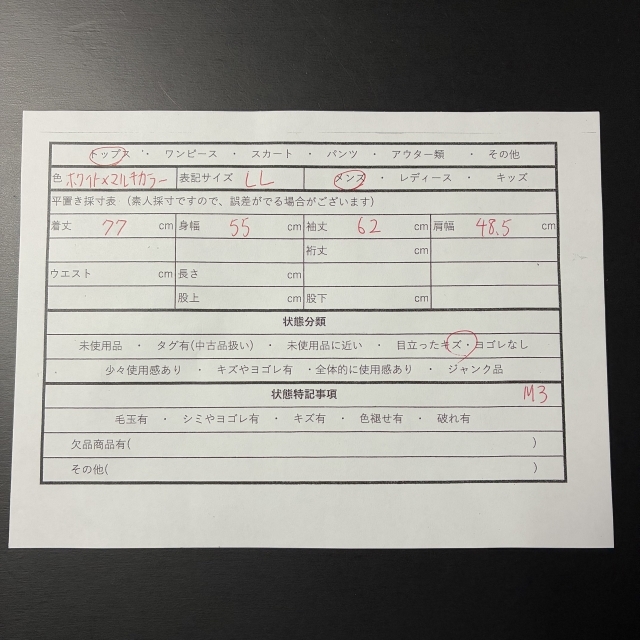 トップス ・ ワンピース ・ スカート ・ パンツ ・ アウター類 ・ その他
色 ホワイト×マルチカラー 表記サイズ LL メンズ ・ レディース ・ キッズ
平置き採寸表 (素人採寸ですので、誤差がでる場合がございます)
着丈 77 cm 身幅 55 cm 袖丈 62 cm 肩幅 48.5 cm
裄丈 cm
ウエスト cm 長さ cm
股上 cm 股下 cm
状態分類
未使用品 ・ タグ有(中古品扱い) ・ 未使用品に近い ・ 目立ったキズ・ヨゴレなし
少々使用感あり ・ キズやヨゴレ有 ・全体的に使用感あり ・ ジャンク品
状態特記事項 M3
毛玉有 ・ シミやヨゴレ有 ・ キズ有 ・ 色褪せ有 ・ 破れ有
欠品商品有( )
その他( )